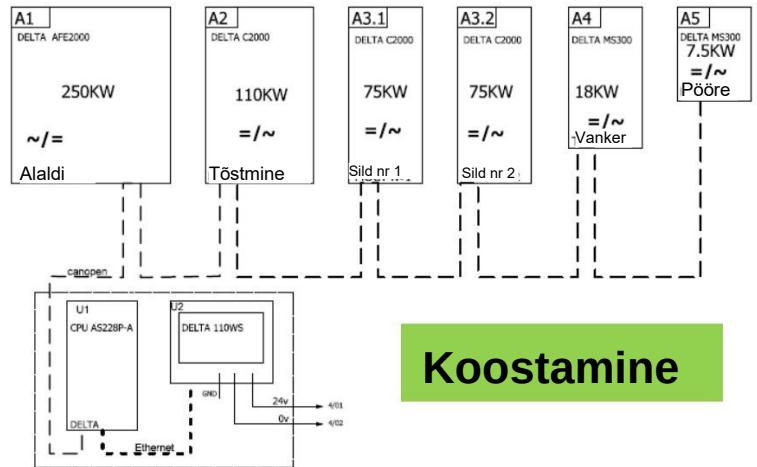 A1
DELTA AFE2000
250KW
~/=
Alaldi
A2
DELTA C2000
110KW
=/~
Tõstmine
A3.1
DELTA C2000
75KW
=/~
Sild nr 1
A3.2
DELTA C2000
75KW
=/~
Sild nr 2
A4
DELTA MS300
18KW
=/~
Vanker
A5
DELTA MS300
7.5KW
=/~
Pööre
canopen
U1
CPU AS228P-A
DELTA
U2
DELTA 110WS
GND
24v
4/01
0v
4/02
Ethernet
Koostamine